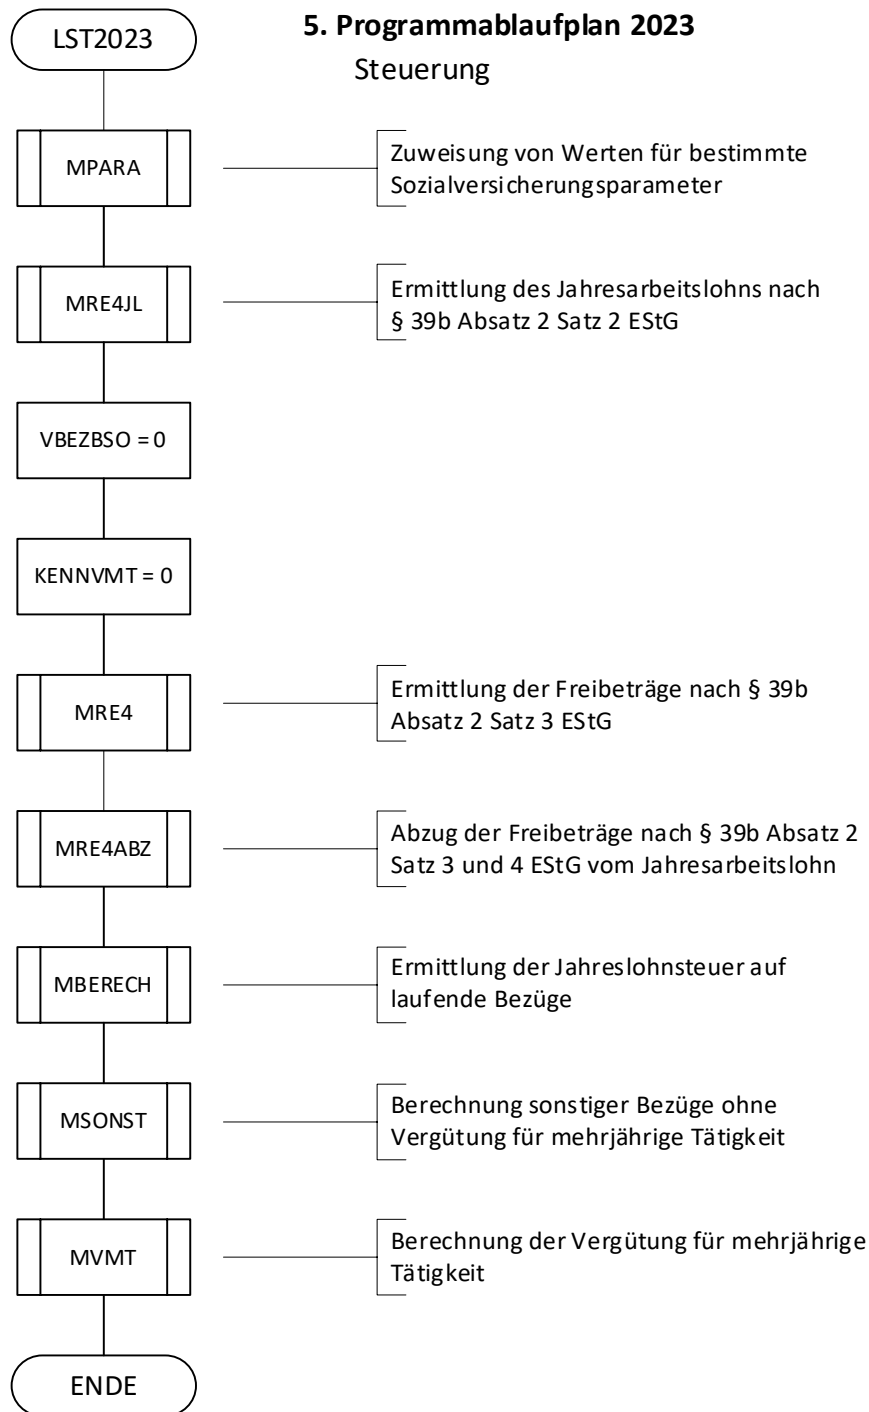 LST2023
5. Programmablaufplan 2023
Steuerung
MPARA
Zuweisung von Werten für bestimmte
Sozialversicherungsparameter
MRE4JL
Ermittlung des Jahresarbeitslohns nach
§ 39b Absatz 2 Satz 2 EStG
VBEZBSO = 0
KENNVMT = 0
MRE4
Ermittlung der Freibeträge nach § 39b
Absatz 2 Satz 3 EStG
MRE4ABZ
Abzug der Freibeträge nach § 39b Absatz 2
Satz 3 und 4 EStG vom Jahresarbeitslohn
MBERECH
Ermittlung der Jahreslohnsteuer auf
laufende Bezüge
MSONST
Berechnung sonstiger Bezüge ohne
Vergütung für mehrjährige Tätigkeit
MVMT
Berechnung der Vergütung für mehrjährige
Tätigkeit
ENDE